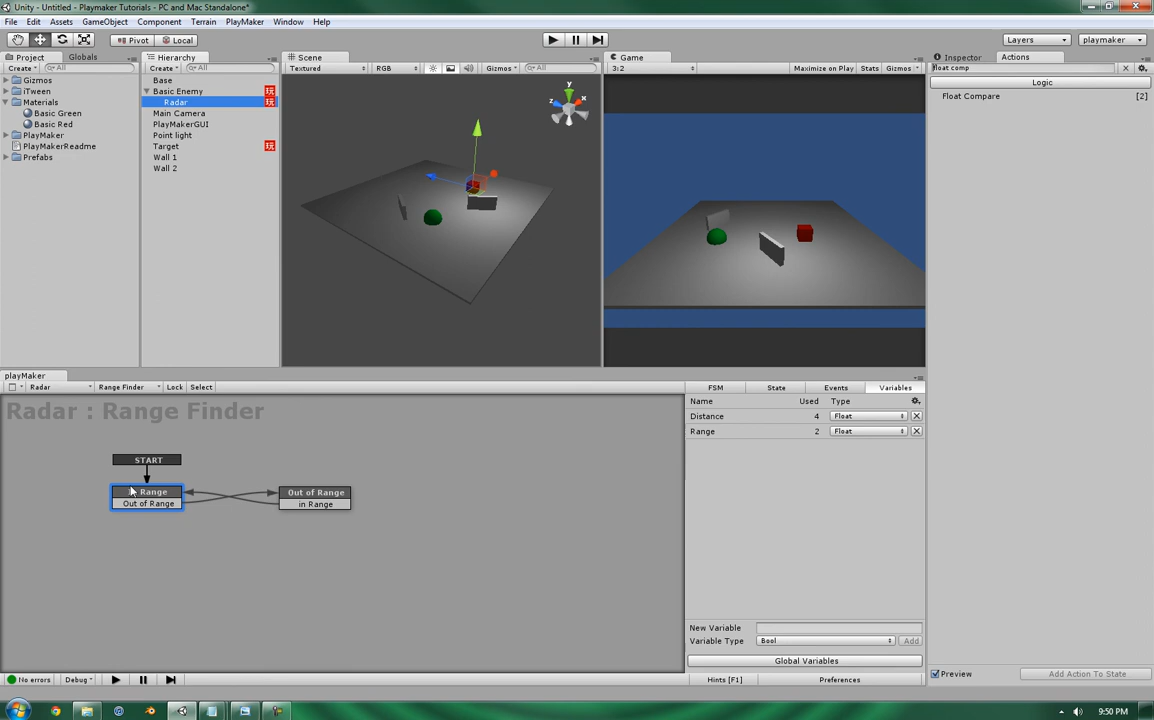 Unity - Untitled - Playmaker Tutorials - PC and Mac Standalone*
File Edit Assets GameObject Component Terrain PlayMaker Window Help
Pivot Local Layers playmaker
Project Globals Hierarchy Scene Game Inspector Actions
Create All Create All Textured RGB Gizmos All 3:2 Maximize on Play Stats Gizmos float comp
Gizmos
iTween
Materials
Basic Green
Basic Red
PlayMaker
PlayMakerReadme
Prefabs
Base
Basic Enemy 玩
Radar 玩
Main Camera
PlayMakerGUI
Point light
Target 玩
Wall 1
Wall 2
y
z x
Logic
Float Compare [2]
playMaker
Radar Range Finder Lock Select FSM State Events Variables
Radar : Range Finder
START
Range
Out of Range
Out of Range
in Range
Name Used Type
Distance 4 Float
Range 2 Float
New Variable
Variable Type Bool Add
Global Variables
No errors Debug Hints [F1] Preferences Preview Add Action To State
9:50 PM